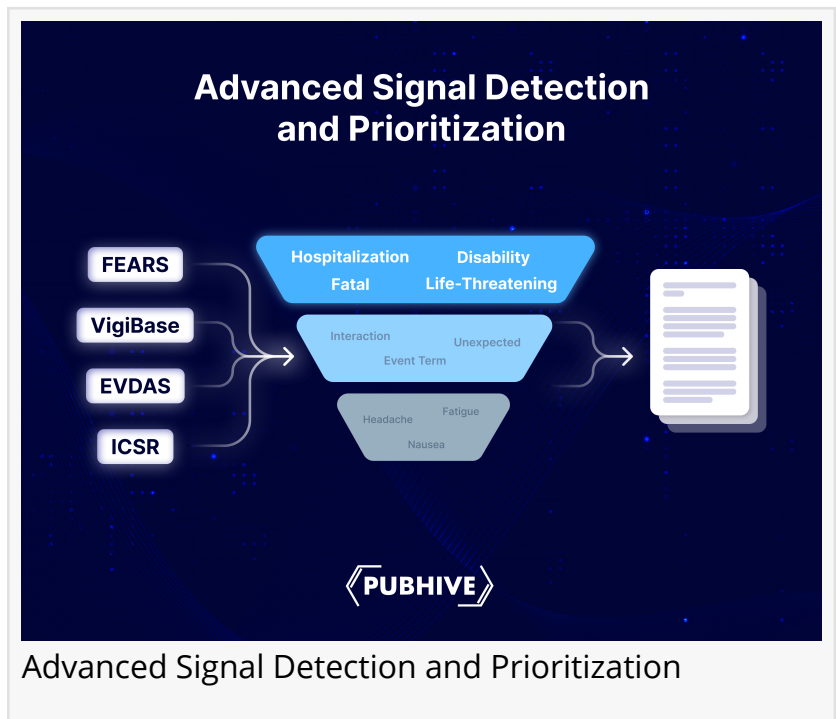 Advanced Signal Detection
and Prioritization
FEARS
VigiBase
EVDAS
ICSR
Hospitalization Disability
Fatal Life-Threatening
Interaction
Unexpected
Event Term
Fatigue
Headache
Nausea
PUBHIVE
Advanced Signal Detection and Prioritization